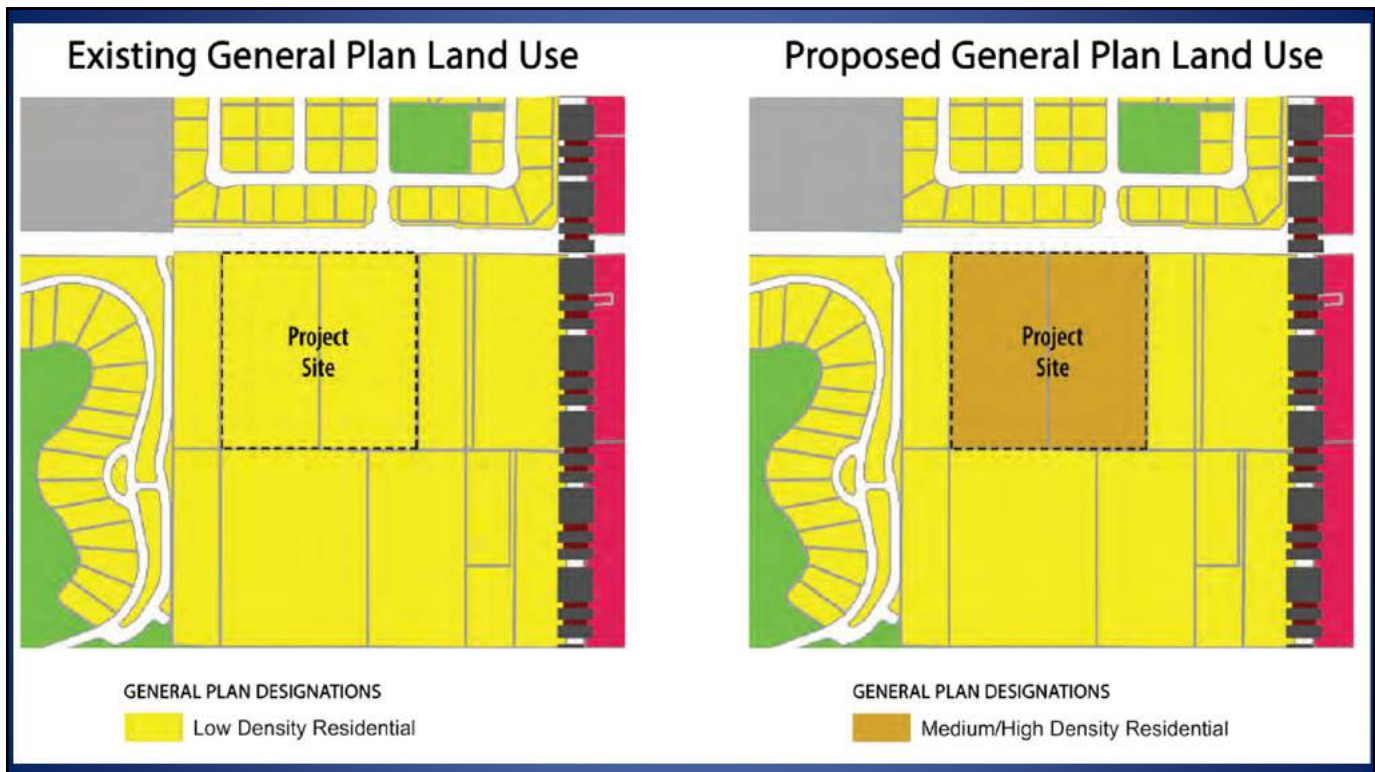 Existing General Plan Land Use
Project
Site
GENERAL PLAN DESIGNATIONS
Low Density Residential
Proposed General Plan Land Use
Project
Site
GENERAL PLAN DESIGNATIONS
Medium/High Density Residential